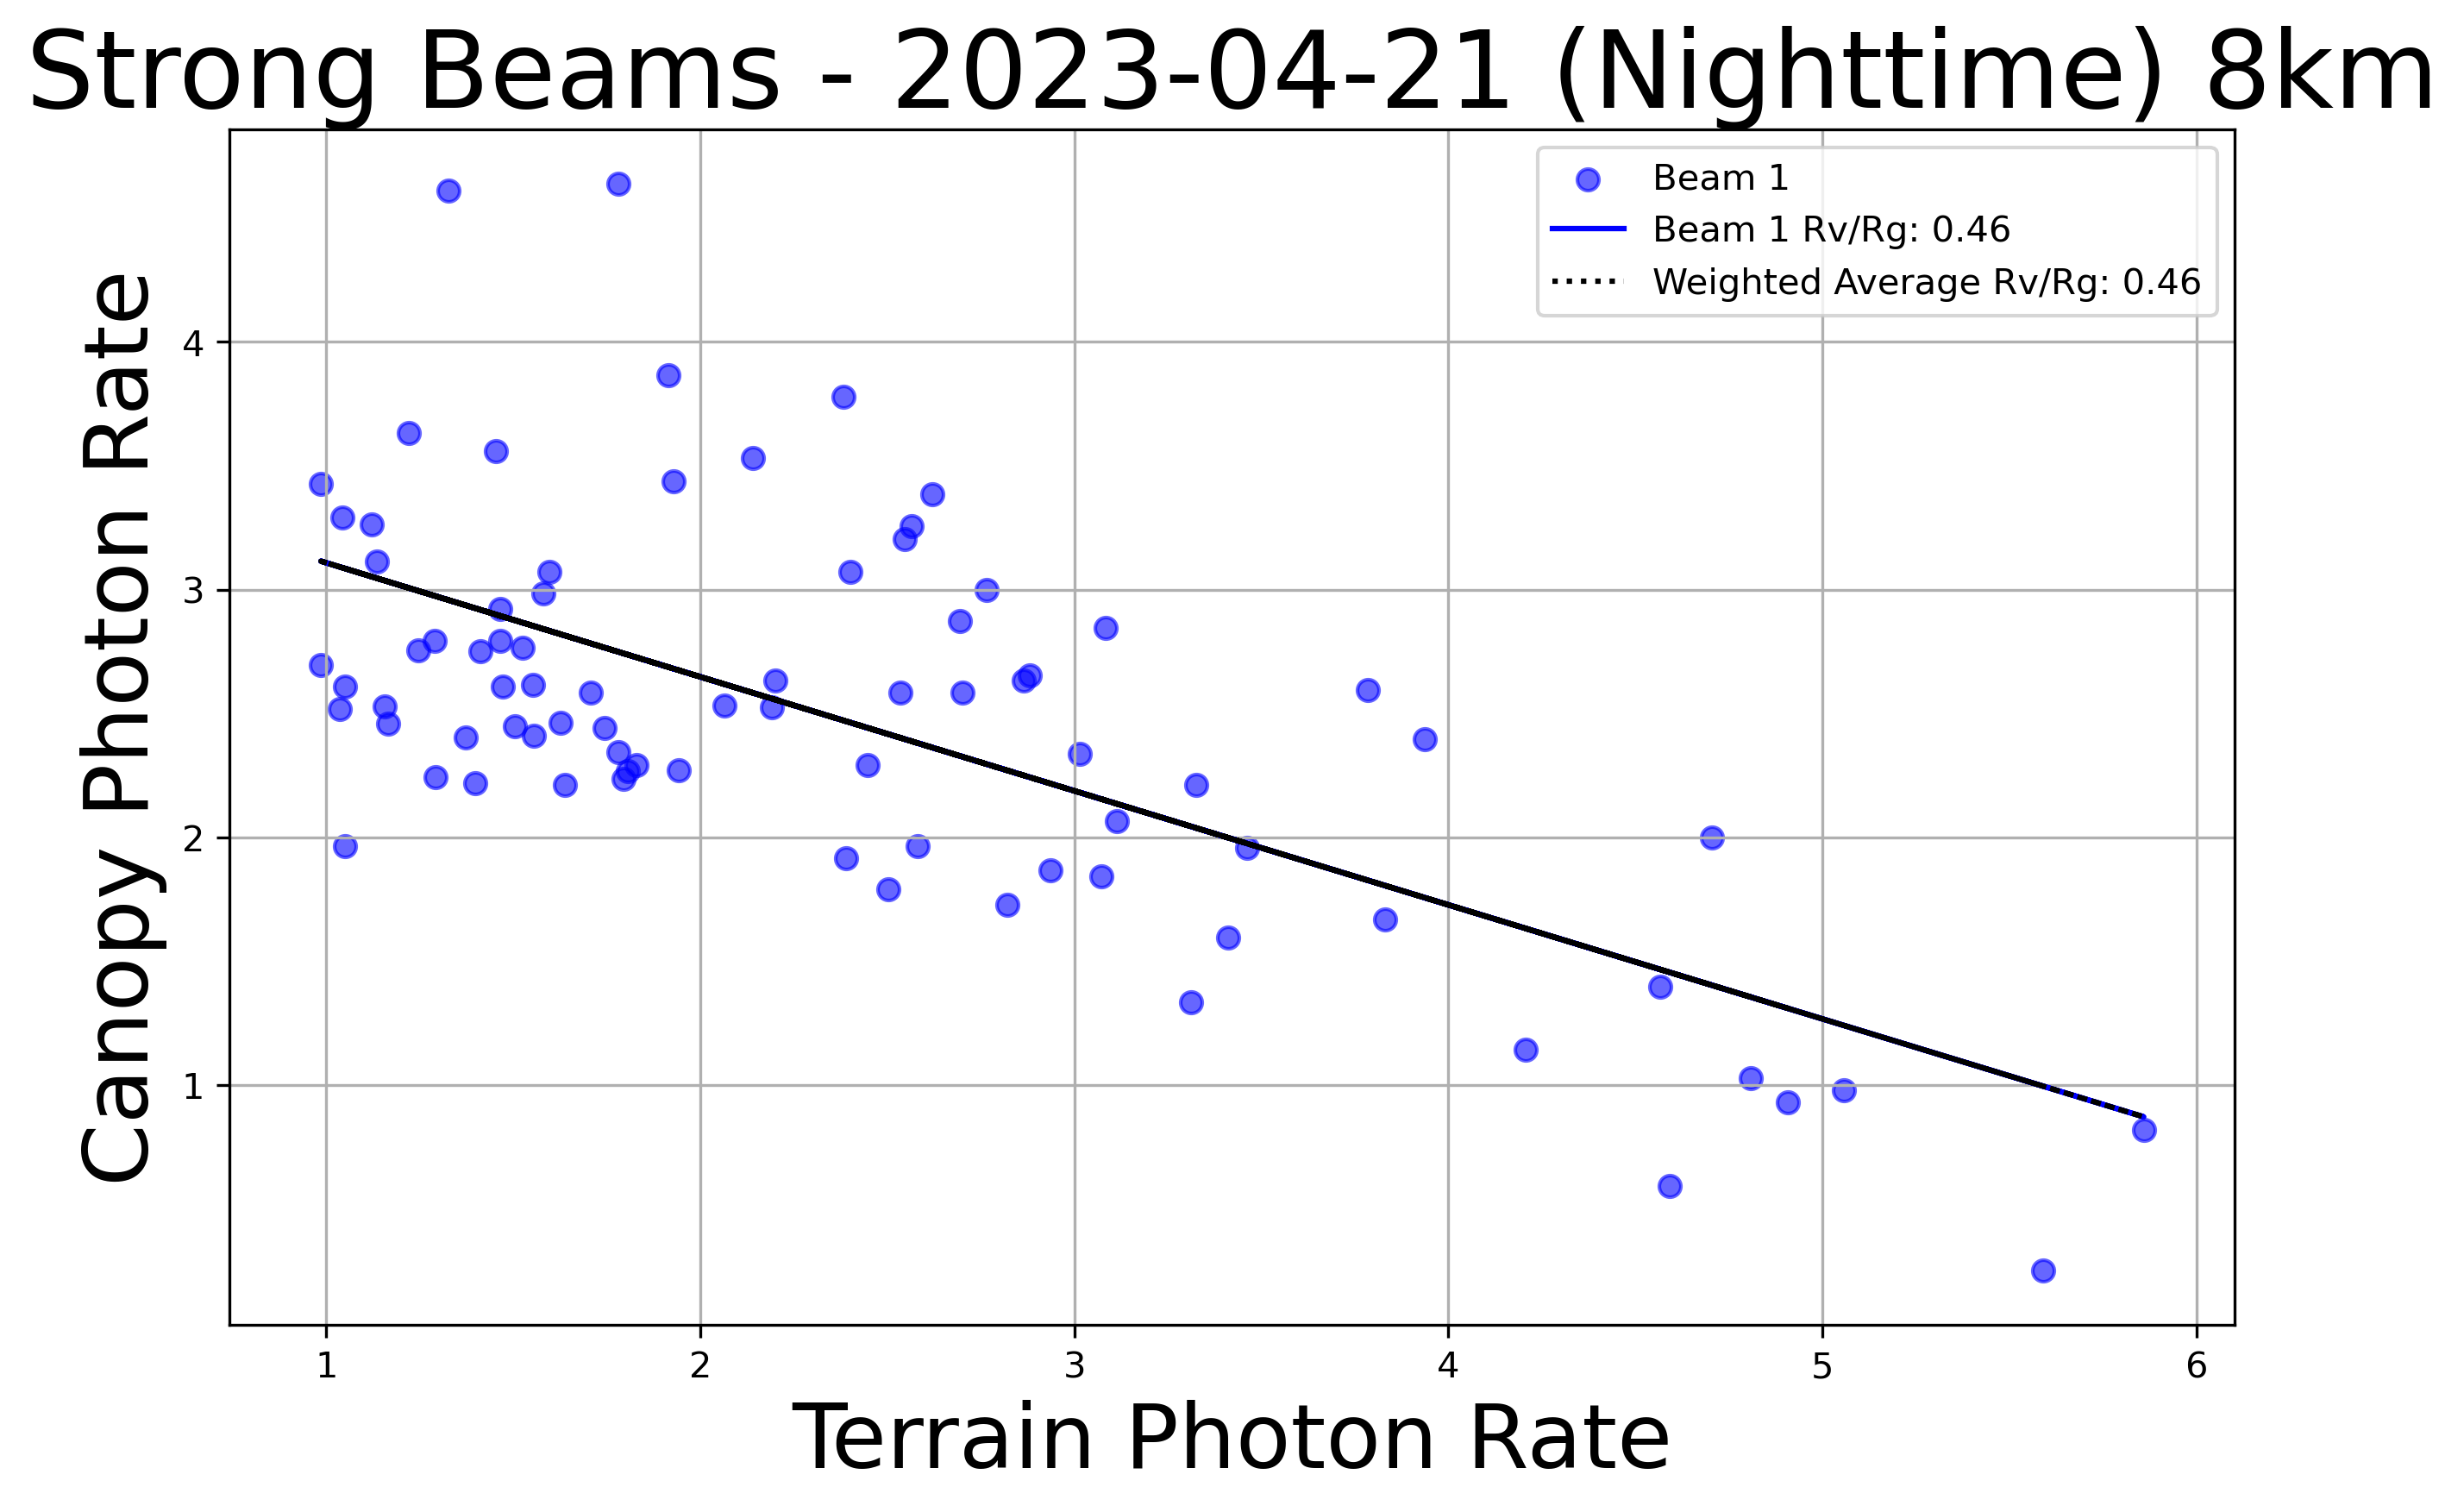 Strong Beams - 2023-04-21 (Nighttime) 8km
Beam 1
Beam 1 Rv/Rg: 0.46
Weighted Average Rv/Rg: 0.46
Canopy Photon Rate
4
3
2
1
1 2 3 4 5 6
Terrain Photon Rate